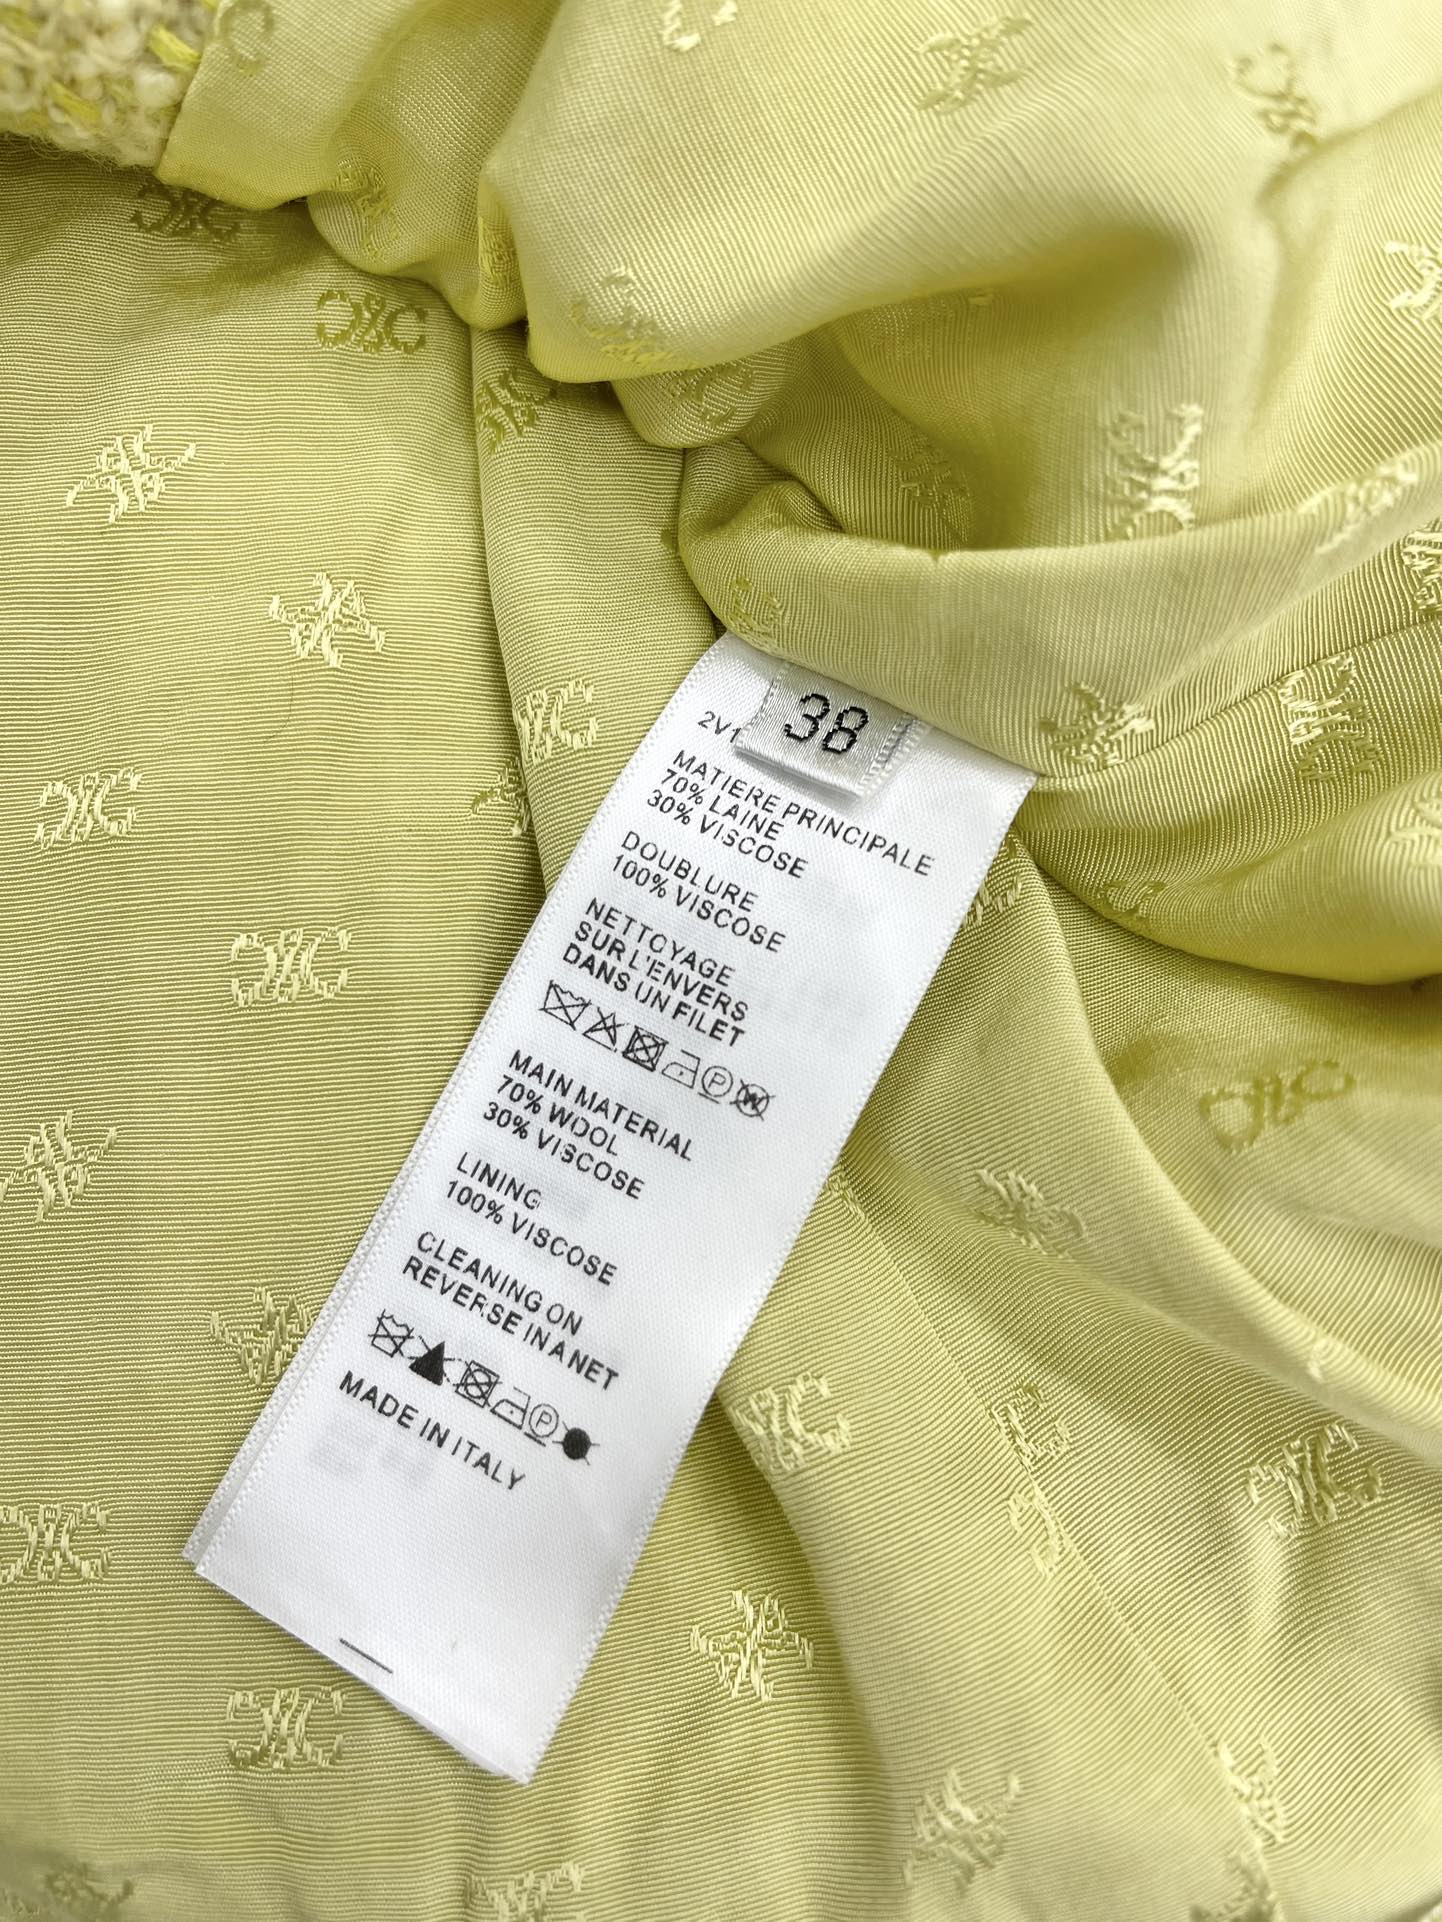 38
2V1
MATIERE PRINCIPALE
70% LAINE
30% VISCOSE
DOUBLURE
100% VISCOSE
NETTOYAGE
SUR L'ENVERS
DANS UN FILET
P
W
MAIN MATERIAL
70% WOOL
30% VISCOSE
LINING
100% VISCOSE
CLEANING ON
REVERSE IN A NET
P
MADE IN ITALY